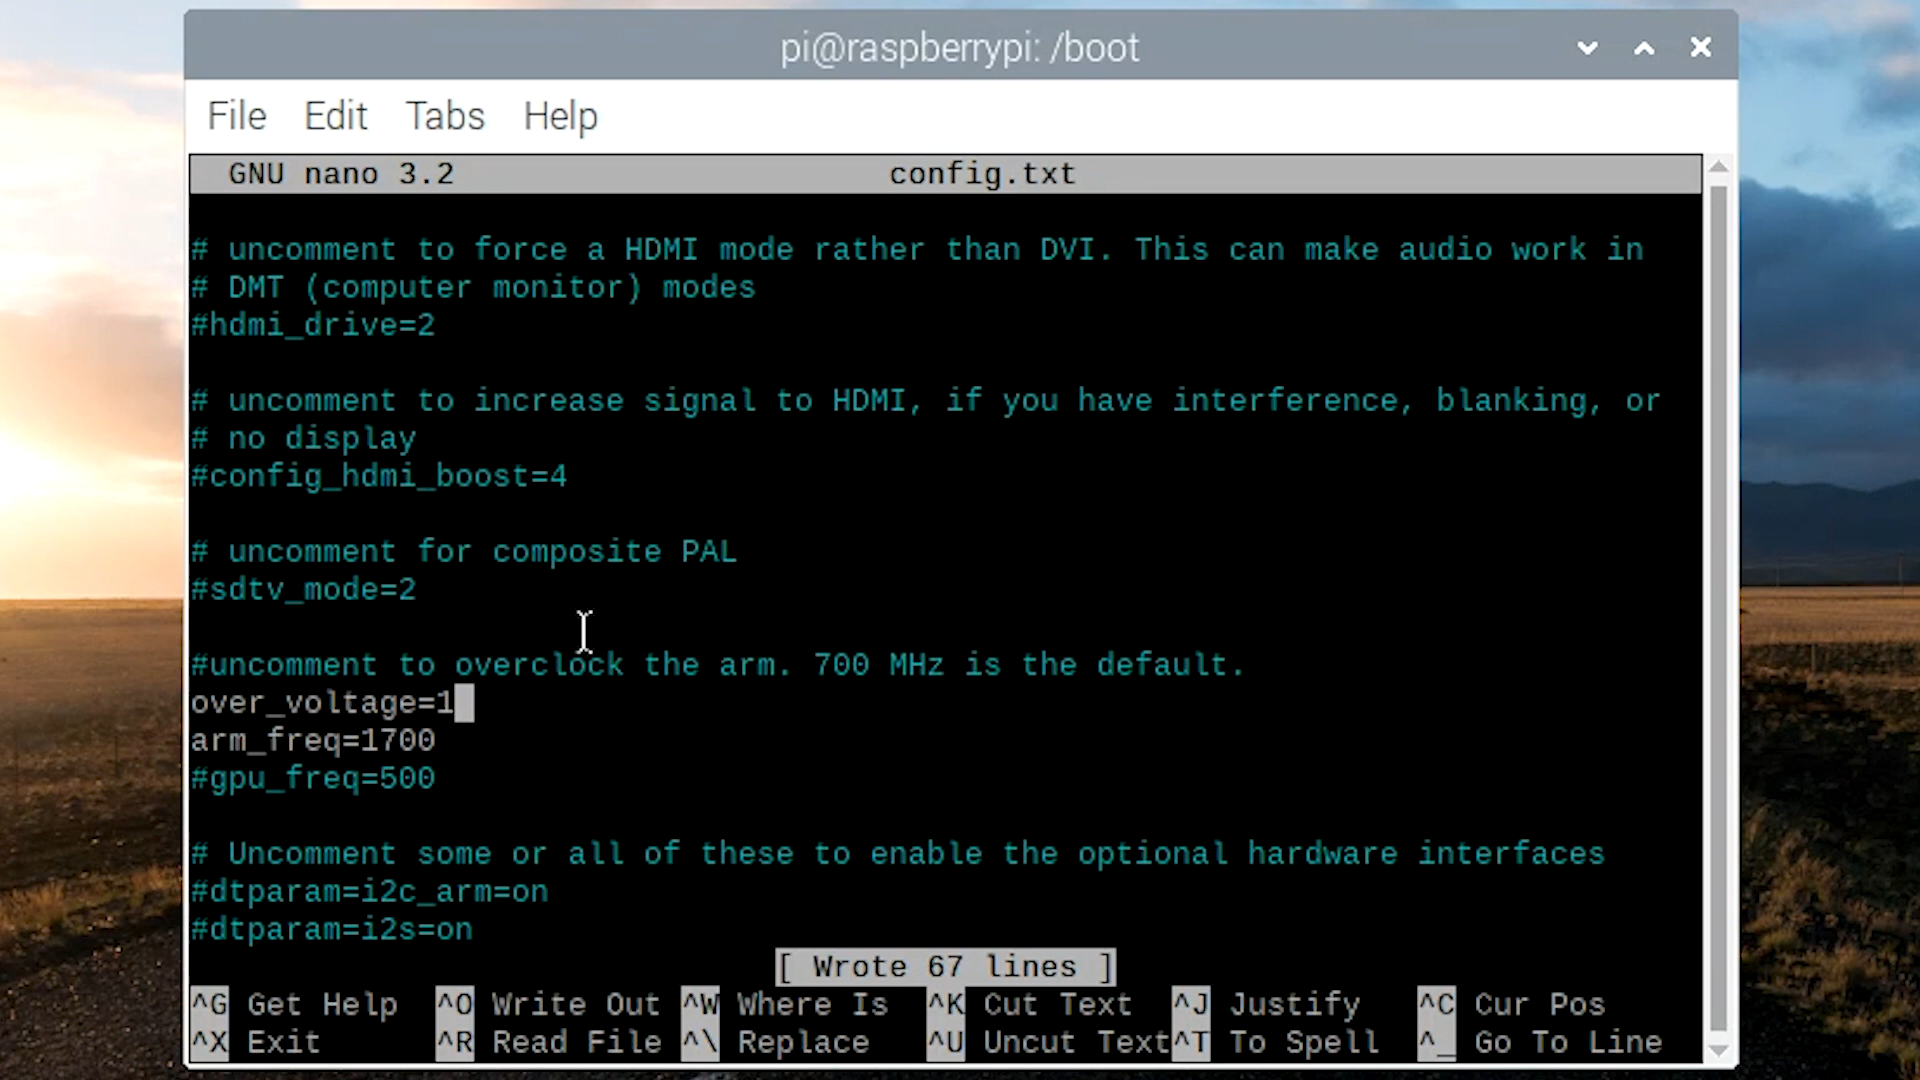 pi@raspberrypi: /boot
File Edit Tabs Help
GNU nano 3.2 config.txt
# uncomment to force a HDMI mode rather than DVI. This can make audio work in
# DMT (computer monitor) modes
#hdmi_drive=2
# uncomment to increase signal to HDMI, if you have interference, blanking, or
# no display
#config_hdmi_boost=4
# uncomment for composite PAL
#sdtv_mode=2
#uncomment to overclock the arm. 700 MHz is the default.
over_voltage=1
arm_freq=1700
#gpu_freq=500
# Uncomment some or all of these to enable the optional hardware interfaces
#dtparam=i2c_arm=on
#dtparam=i2s=on
[ Wrote 67 lines ]
^G Get Help ^O Write Out ^W Where Is ^K Cut Text ^J Justify ^C Cur Pos
^X Exit ^R Read File ^\ Replace ^U Uncut Text ^T To Spell ^_ Go To Line